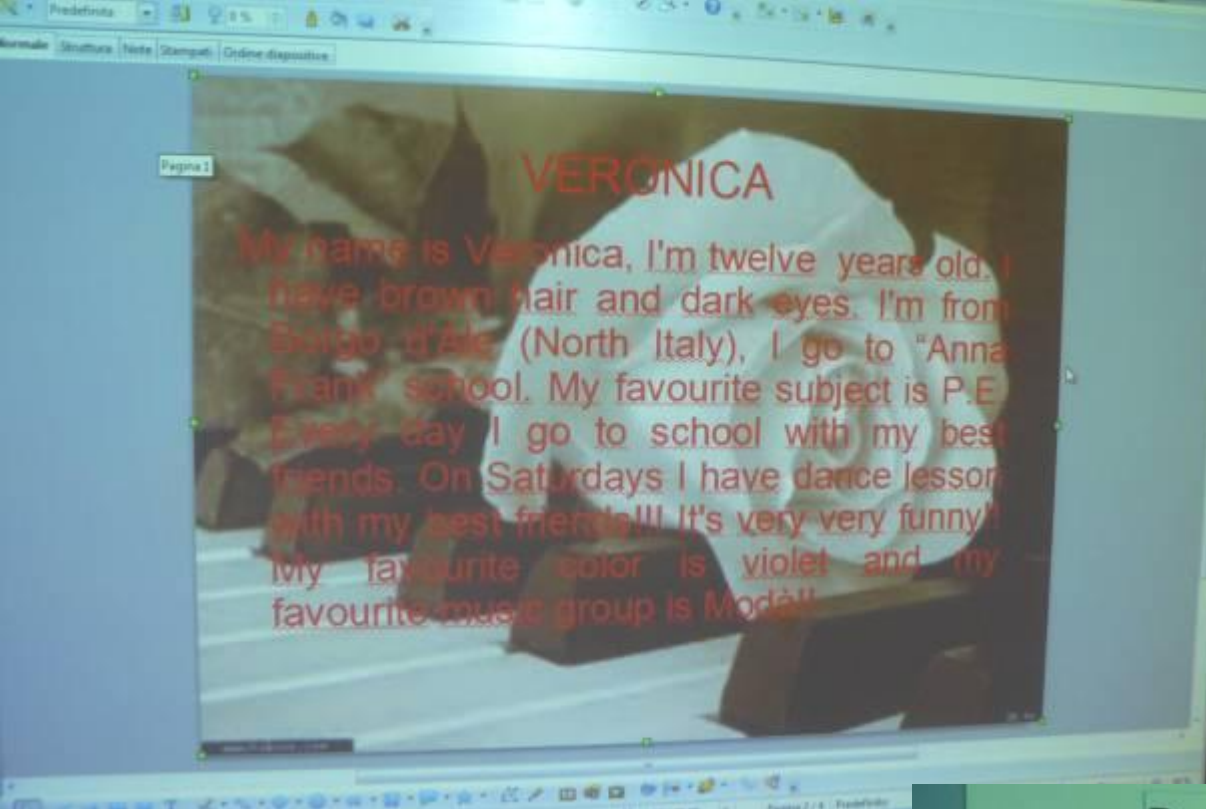 Predefinito
8 %
Normale Struttura Note Stampati Ordine diapositive
Pagina 1
VERONICA
My name is Veronica, I'm twelve years old. I
have brown hair and dark eyes. I'm from
Borgo d'Ale (North Italy), I go to “Anna
Frank” school. My favourite subject is P.E
Every day I go to school with my best
friends. On Saturdays I have dance lesson
with my best friends!!! It's very very funny!!
My favourite color is violet and my
favourite music group is Modà!!
Predefinito